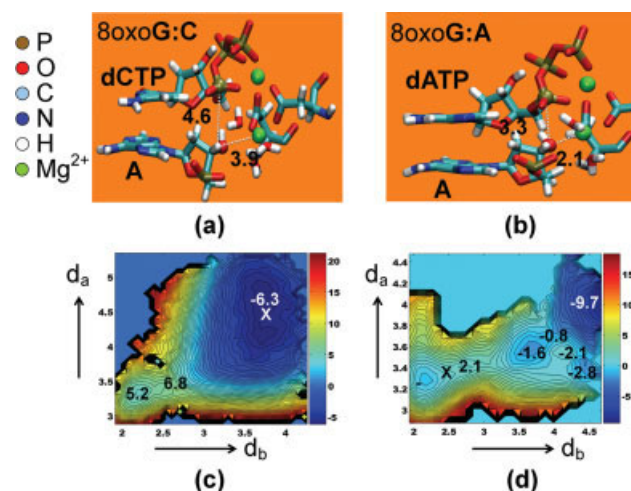 P
O
C
N
H
Mg²⁺
8oxoG:C
dCTP
4.6
3.9
A
(a)
8oxoG:A
dATP
3.3
2.1
A
(b)
dₐ
5
4.5
4
3.5
3
2
2.5
3
3.5
4
5.2
6.8
-6.3
X
20
15
10
5
0
-5
d_b
(c)
dₐ
4.4
4.2
4
3.8
3.6
3.4
3.2
3
2
2.5
3
3.5
4
4.5
X
2.1
-1.6
-0.8
-2.1
-2.8
-9.7
15
10
5
0
-5
d_b
(d)